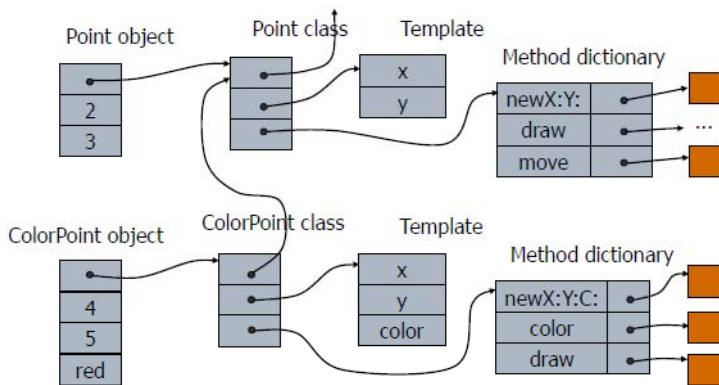 Point object
Point class
Template
Method dictionary
2
3
x
y
newX:Y:
draw
...
move
ColorPoint object
ColorPoint class
Template
Method dictionary
4
5
red
x
y
color
newX:Y:C:
color
draw